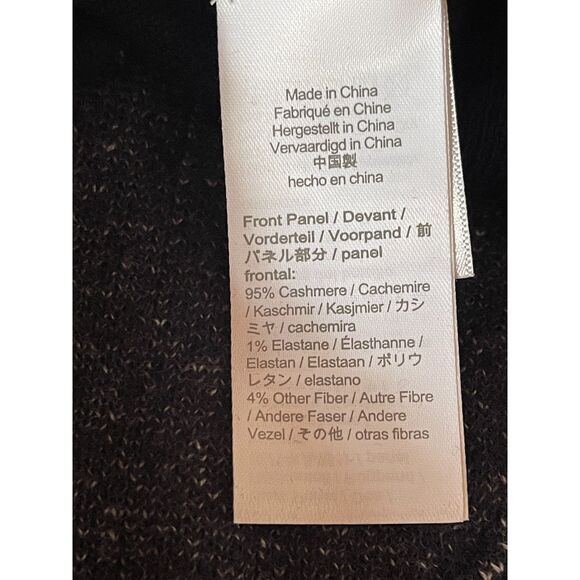 Made in China
Fabriqué en Chine
Hergestellt in China
Vervaardigd in China
中国製
hecho en china
Front Panel / Devant /
Vorderteil / Voorpand / 前
パネル部分 / panel
frontal:
95% Cashmere / Cachemire
/ Kaschmir / Kasjmier / カシ
ミヤ / cachemira
1% Elastane / Élasthanne /
Elastan / Elastaan / ポリウ
レタン / elastano
4% Other Fiber / Autre Fibre
/ Andere Faser / Andere
Vezel / その他 / otras fibras